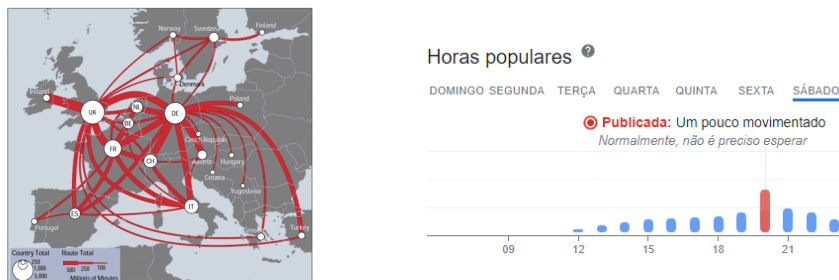 Norway
Sweden
Finland
Denmark
Ireland
UK
NL
BE
DE
Poland
FR
CH
Czech Republic
Austria
Hungary
Croatia
Yugoslavia
IT
ES
Portugal
Greece
Turkey
Country Total
250
1,000
5,000
Route Total
500 250 100
Millions of Minutes
Horas populares
DOMINGO SEGUNDA TERÇA QUARTA QUINTA SEXTA SÁBADO
Publicada: Um pouco movimentado
Normalmente, não é preciso esperar
09 12 15 18 21